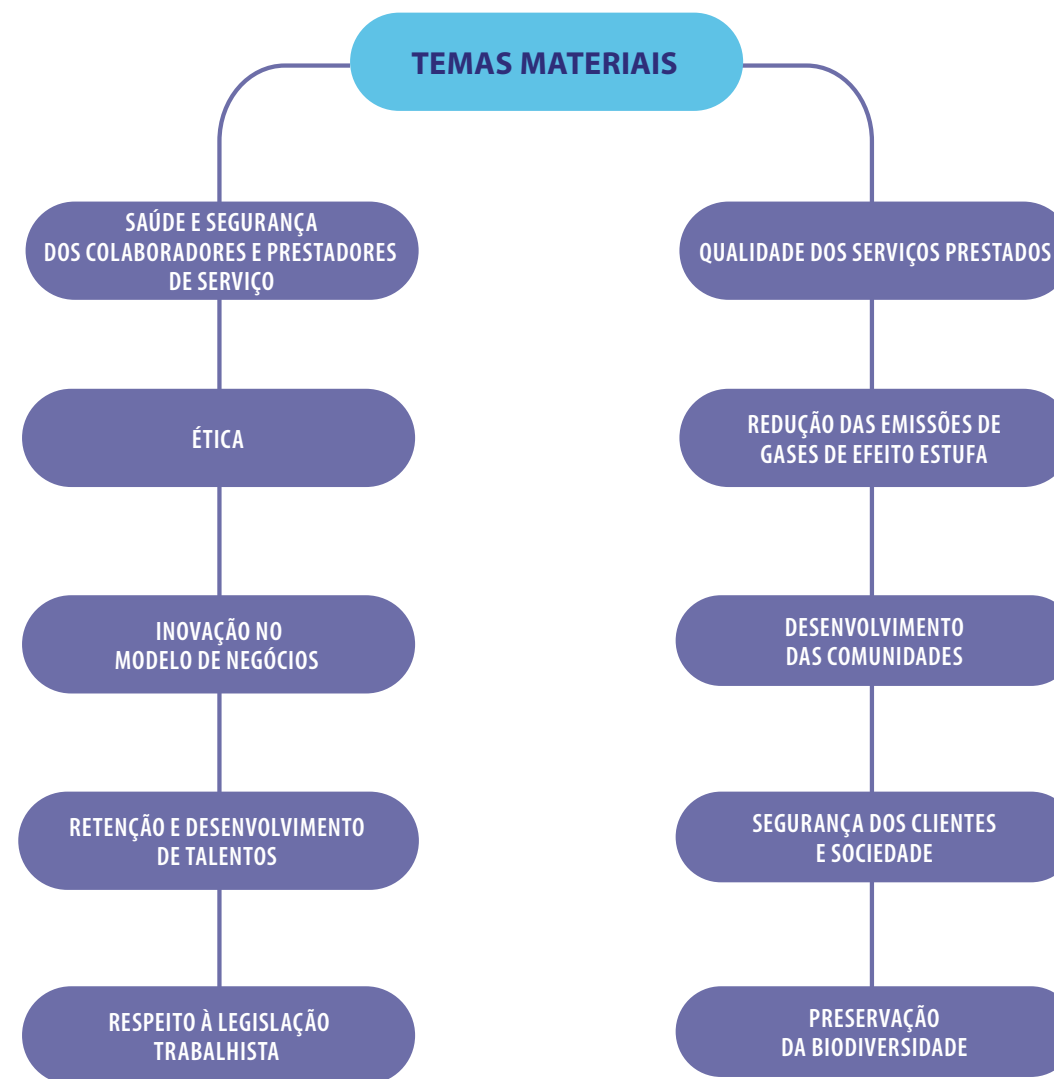 TEMAS MATERIAIS
SAÚDE E SEGURANÇA
DOS COLABORADORES E PRESTADORES
DE SERVIÇO
ÉTICA
INOVAÇÃO NO
MODELO DE NEGÓCIOS
RETENÇÃO E DESENVOLVIMENTO
DE TALENTOS
RESPEITO À LEGISLAÇÃO
TRABALHISTA
QUALIDADE DOS SERVIÇOS PRESTADOS
REDUÇÃO DAS EMISSÕES DE
GASES DE EFEITO ESTUFA
DESENVOLVIMENTO
DAS COMUNIDADES
SEGURANÇA DOS CLIENTES
E SOCIEDADE
PRESERVAÇÃO
DA BIODIVERSIDADE